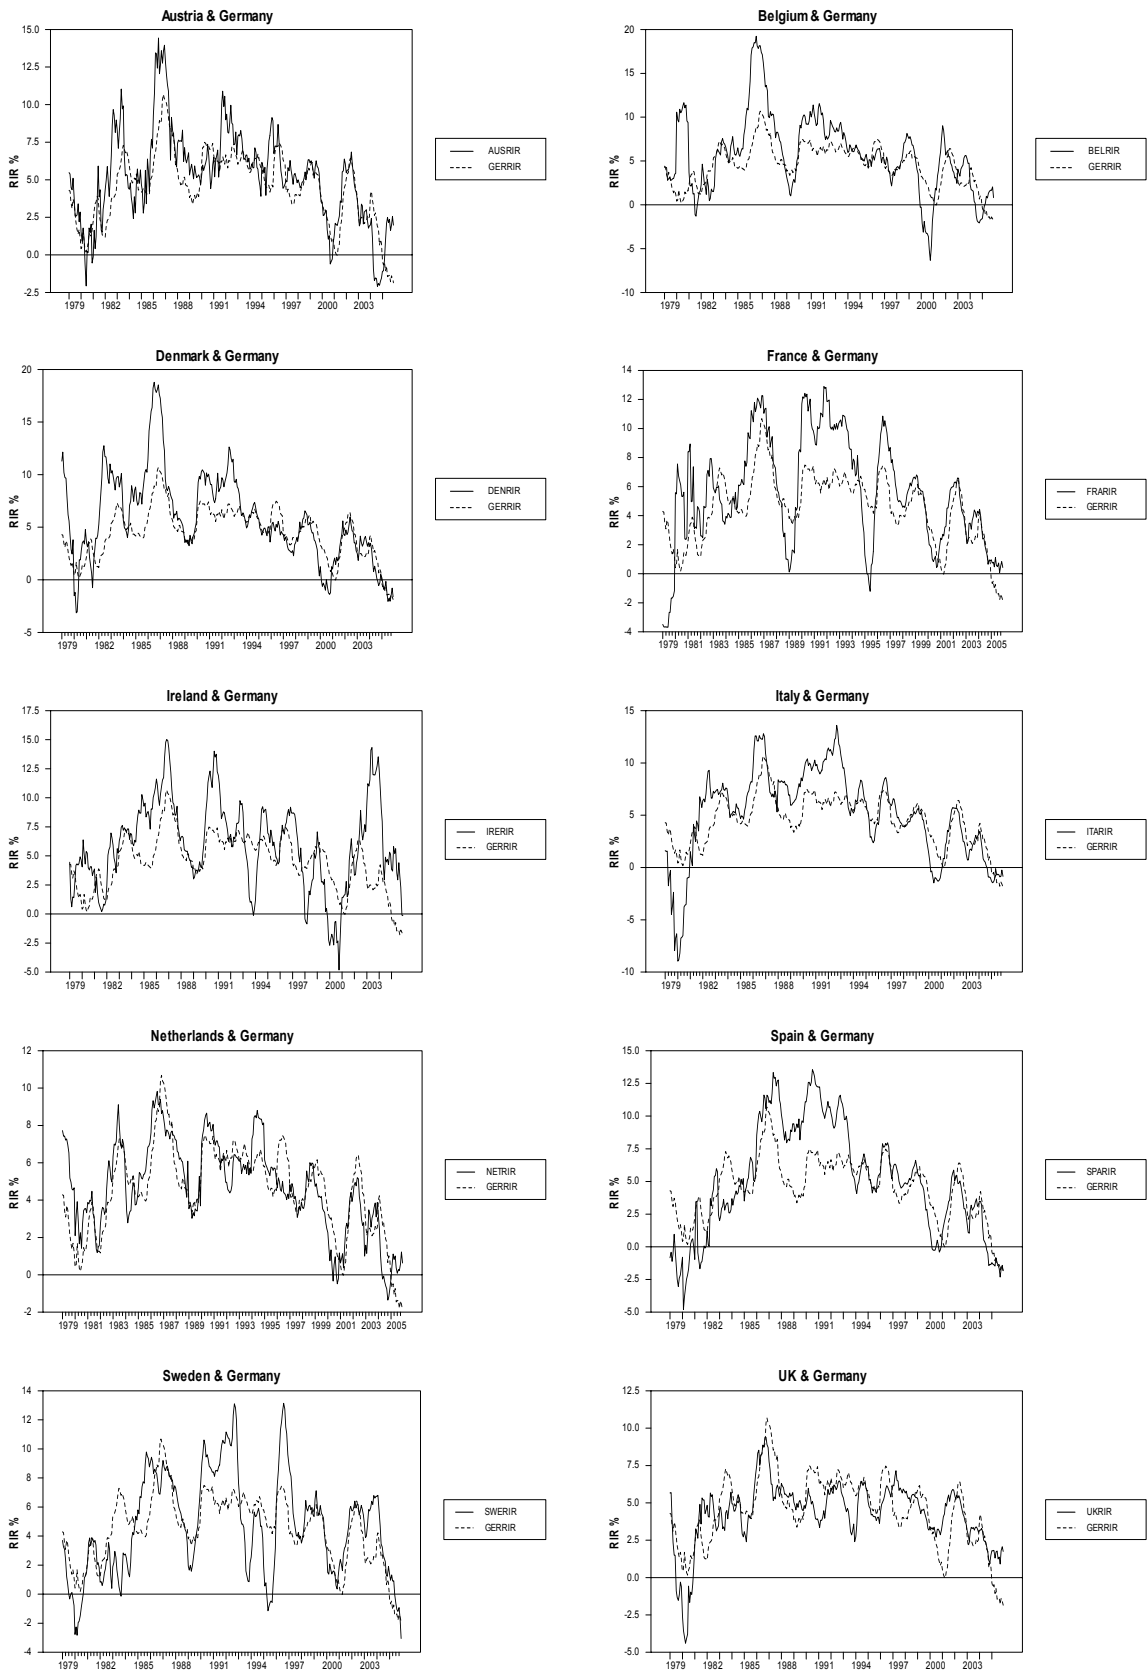 Austria & Germany
RIR %
15.0
12.5
10.0
7.5
5.0
2.5
0.0
-2.5
1979 1982 1985 1988 1991 1994 1997 2000 2003
AUSRIR
GERRIR
Belgium & Germany
RIR %
20
15
10
5
0
-5
-10
1979 1982 1985 1988 1991 1994 1997 2000 2003
BELRIR
GERRIR
Denmark & Germany
RIR %
20
15
10
5
0
-5
1979 1982 1985 1988 1991 1994 1997 2000 2003
DENRIR
GERRIR
France & Germany
RIR %
14
12
10
8
6
4
2
0
-2
-4
1979 1981 1983 1985 1987 1989 1991 1993 1995 1997 1999 2001 2003 2005
FRARIR
GERRIR
Ireland & Germany
RIR %
17.5
15.0
12.5
10.0
7.5
5.0
2.5
0.0
-2.5
-5.0
1979 1982 1985 1988 1991 1994 1997 2000 2003
IRERIR
GERRIR
Italy & Germany
RIR %
15
10
5
0
-5
-10
1979 1982 1985 1988 1991 1994 1997 2000 2003
ITARIR
GERRIR
Netherlands & Germany
RIR %
12
10
8
6
4
2
0
-2
1979 1981 1983 1985 1987 1989 1991 1993 1995 1997 1999 2001 2003 2005
NETRIR
GERRIR
Spain & Germany
RIR %
15.0
12.5
10.0
7.5
5.0
2.5
0.0
-2.5
-5.0
1979 1982 1985 1988 1991 1994 1997 2000 2003
SPARIR
GERRIR
Sweden & Germany
RIR %
14
12
10
8
6
4
2
0
-2
-4
1979 1982 1985 1988 1991 1994 1997 2000 2003
SWERIR
GERRIR
UK & Germany
RIR %
12.5
10.0
7.5
5.0
2.5
0.0
-2.5
-5.0
1979 1982 1985 1988 1991 1994 1997 2000 2003
UKRIR
GERRIR